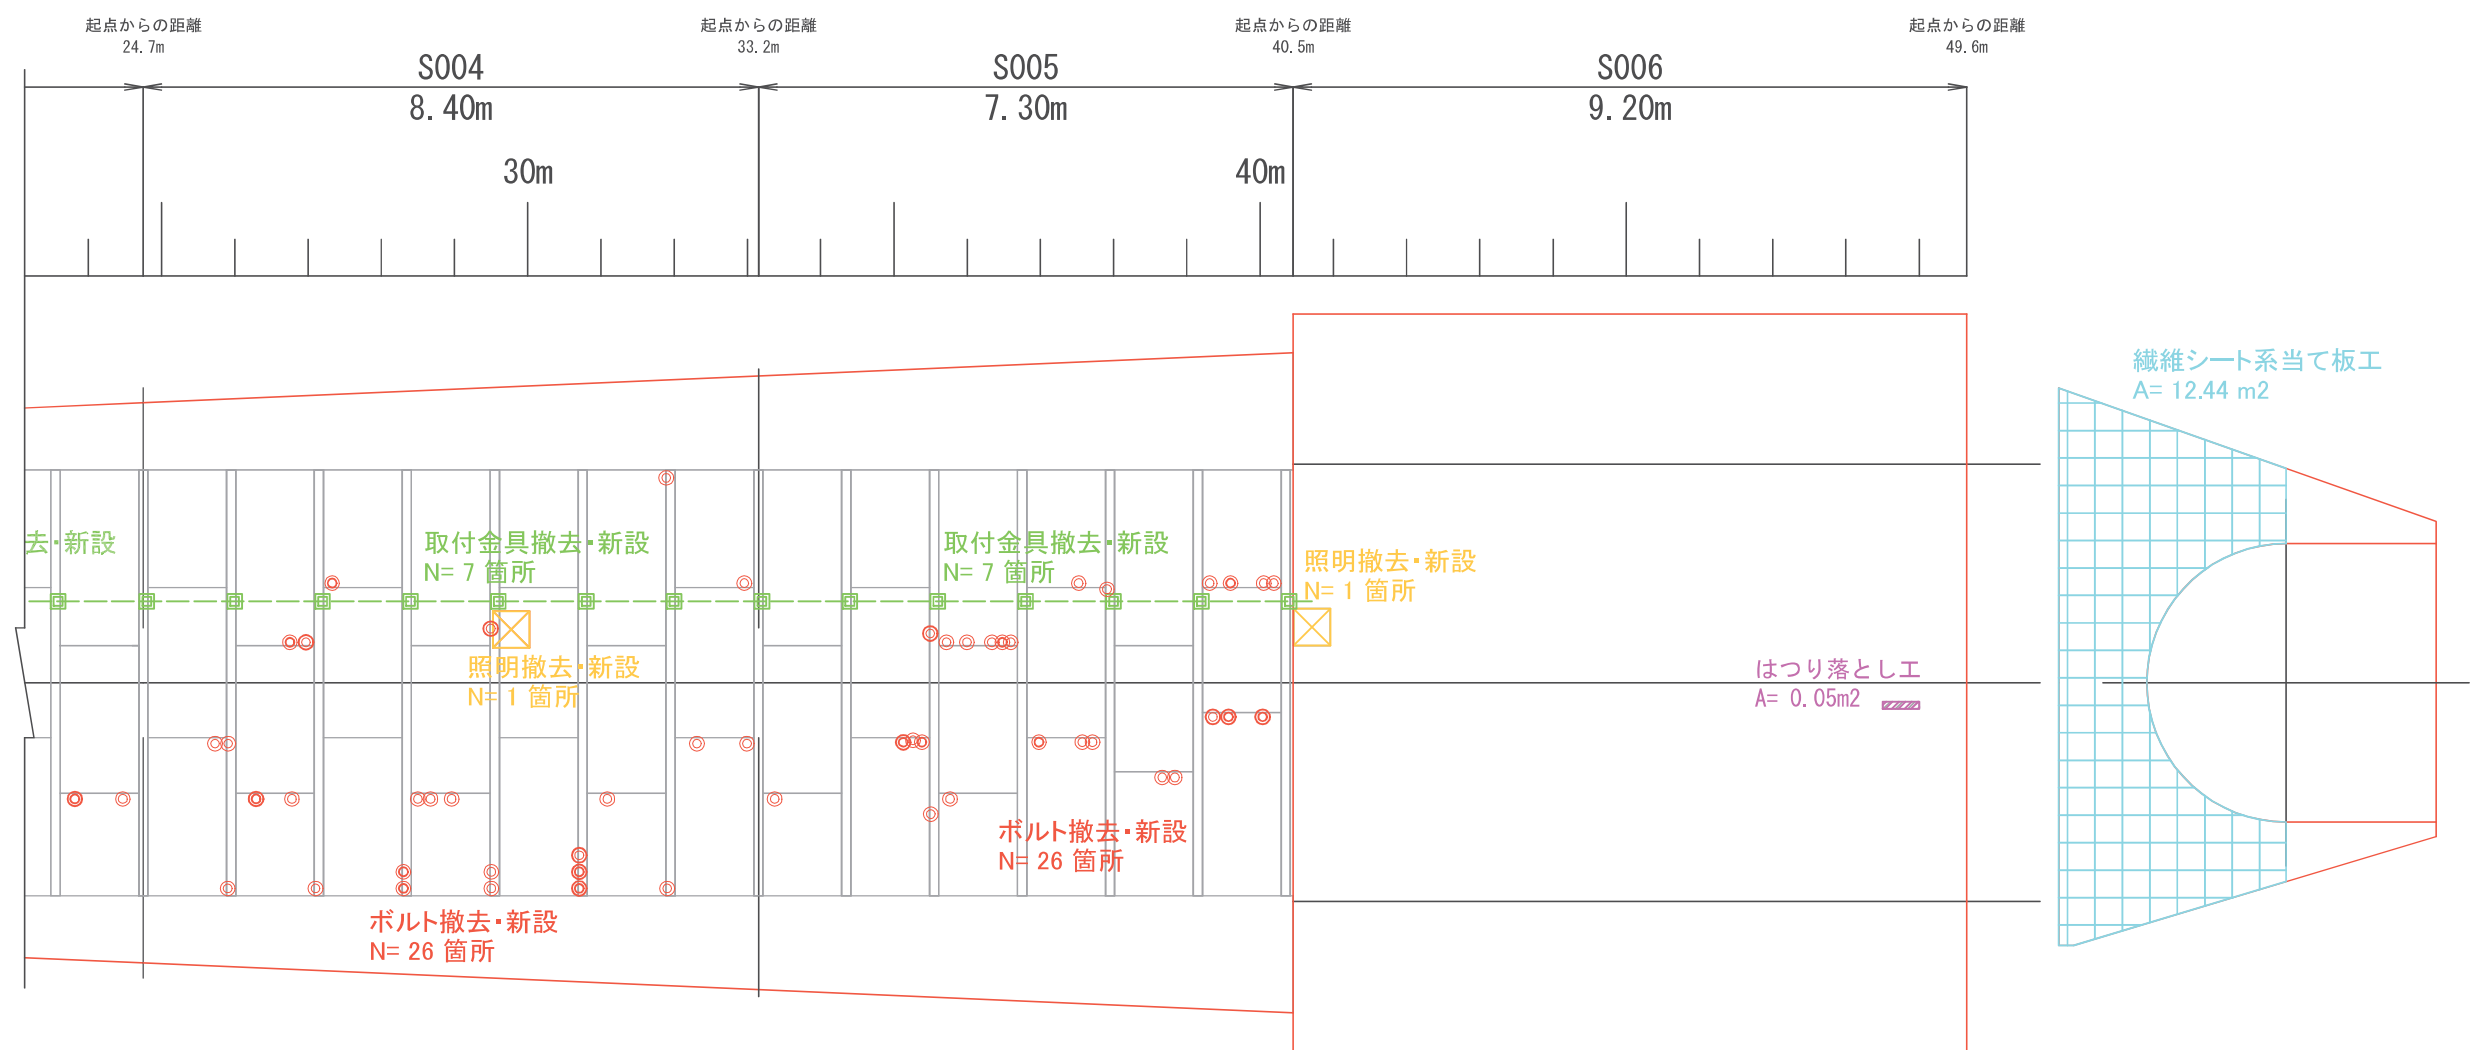 起点からの距離
24.7m
起点からの距離
33.2m
起点からの距離
40.5m
起点からの距離
49.6m
S004
8.40m
S005
7.30m
S006
9.20m
30m
40m
繊維シート系当て板工
A= 12.44 m2
去・新設
取付金具撤去・新設
N= 7 箇所
取付金具撤去・新設
N= 7 箇所
照明撤去・新設
N= 1 箇所
照明撤去・新設
N= 1 箇所
はつり落とし工
A= 0.05m2
ボルト撤去・新設
N= 26 箇所
ボルト撤去・新設
N= 26 箇所